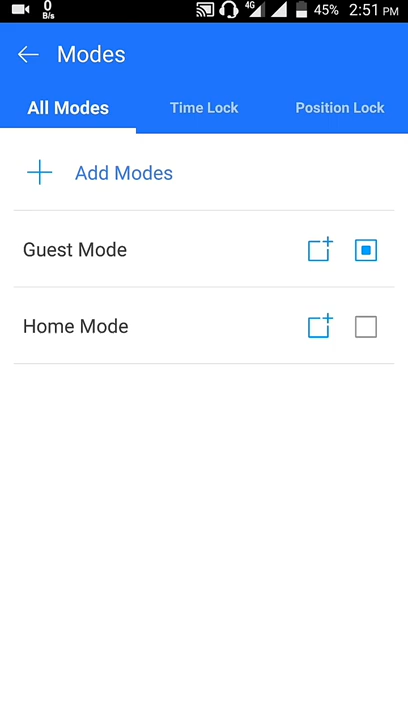 0
B/s
4G
45%
2:51 PM
Modes
All Modes
Time Lock
Position Lock
Add Modes
Guest Mode
Home Mode